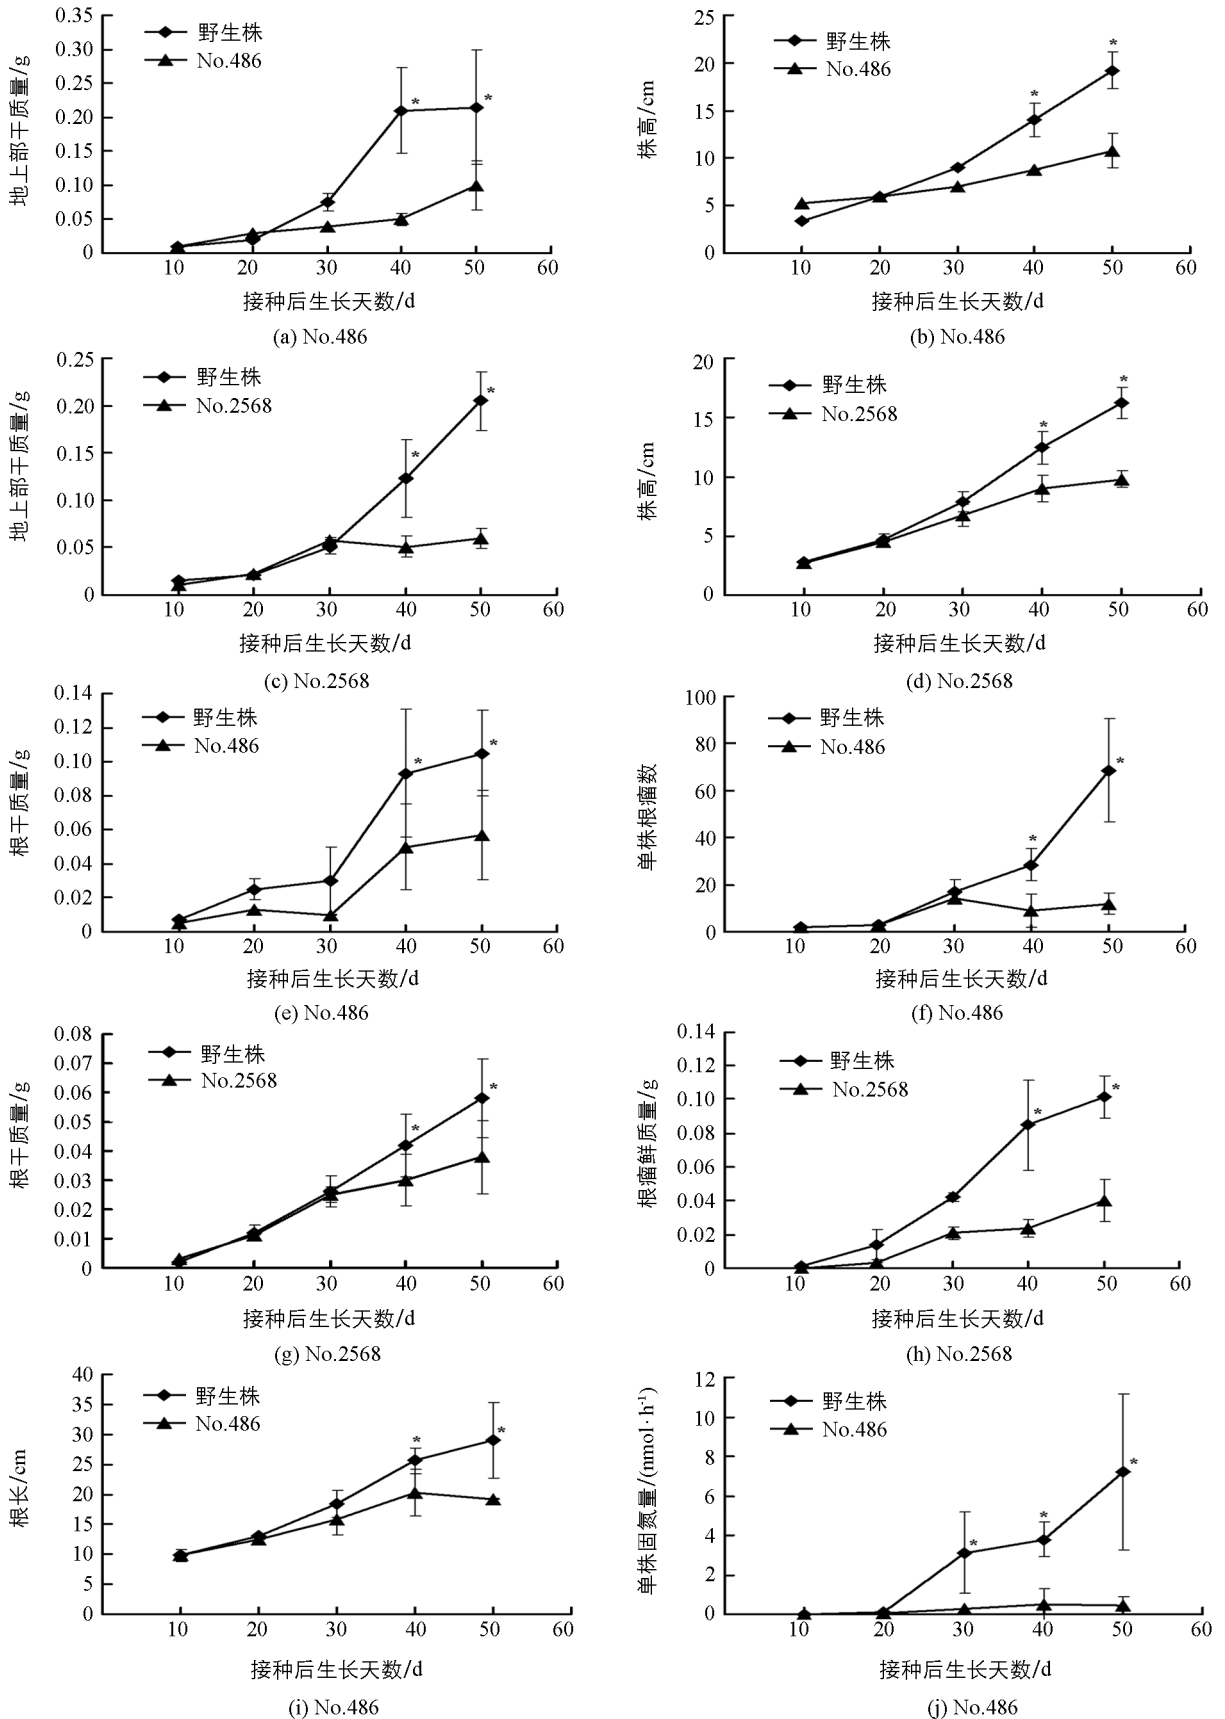 地上部干质量/g
0.35
0.30
0.25
0.20
0.15
0.10
0.05
0
野生株
No.486
*
*
10 20 30 40 50 60
接种后生长天数/d
(a) No.486
株高/cm
25
20
15
10
5
0
野生株
No.486
*
*
10 20 30 40 50 60
接种后生长天数/d
(b) No.486
地上部干质量/g
0.25
0.20
0.15
0.10
0.05
0
野生株
No.2568
*
*
10 20 30 40 50 60
接种后生长天数/d
(c) No.2568
株高/cm
20
15
10
5
0
野生株
No.2568
*
*
10 20 30 40 50 60
接种后生长天数/d
(d) No.2568
根干质量/g
0.14
0.12
0.10
0.08
0.06
0.04
0.02
0
野生株
No.486
*
*
10 20 30 40 50 60
接种后生长天数/d
(e) No.486
单株根瘤数
100
80
60
40
20
0
野生株
No.486
*
*
10 20 30 40 50 60
接种后生长天数/d
(f) No.486
根干质量/g
0.08
0.07
0.06
0.05
0.04
0.03
0.02
0.01
0
野生株
No.2568
*
*
10 20 30 40 50 60
接种后生长天数/d
(g) No.2568
根瘤鲜质量/g
0.14
0.12
0.10
0.08
0.06
0.04
0.02
0
野生株
No.2568
*
*
10 20 30 40 50 60
接种后生长天数/d
(h) No.2568
根长/cm
40
35
30
25
20
15
10
5
0
野生株
No.486
*
*
10 20 30 40 50 60
接种后生长天数/d
(i) No.486
单株固氮量/(nmol·h⁻¹)
12
10
8
6
4
2
0
野生株
No.486
*
*
*
10 20 30 40 50 60
接种后生长天数/d
(j) No.486